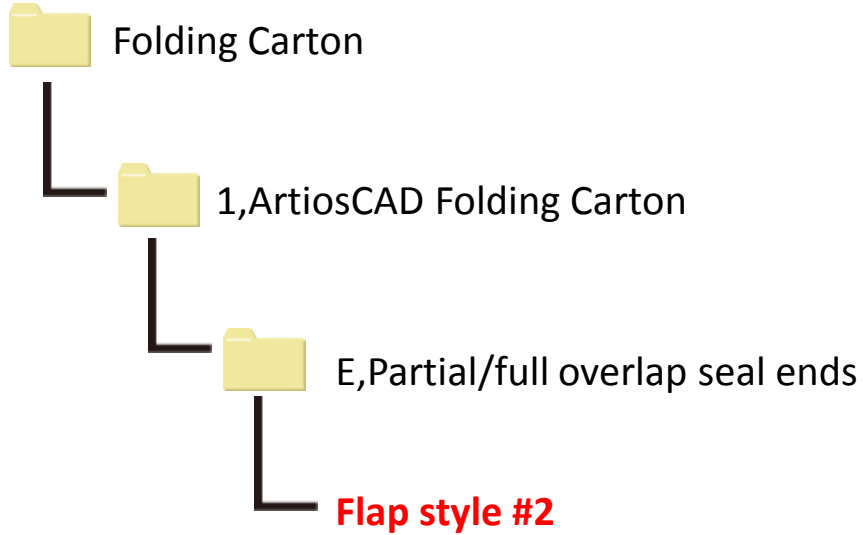 Folding Carton
1,ArtiosCAD Folding Carton
E,Partial/full overlap seal ends
Flap style #2